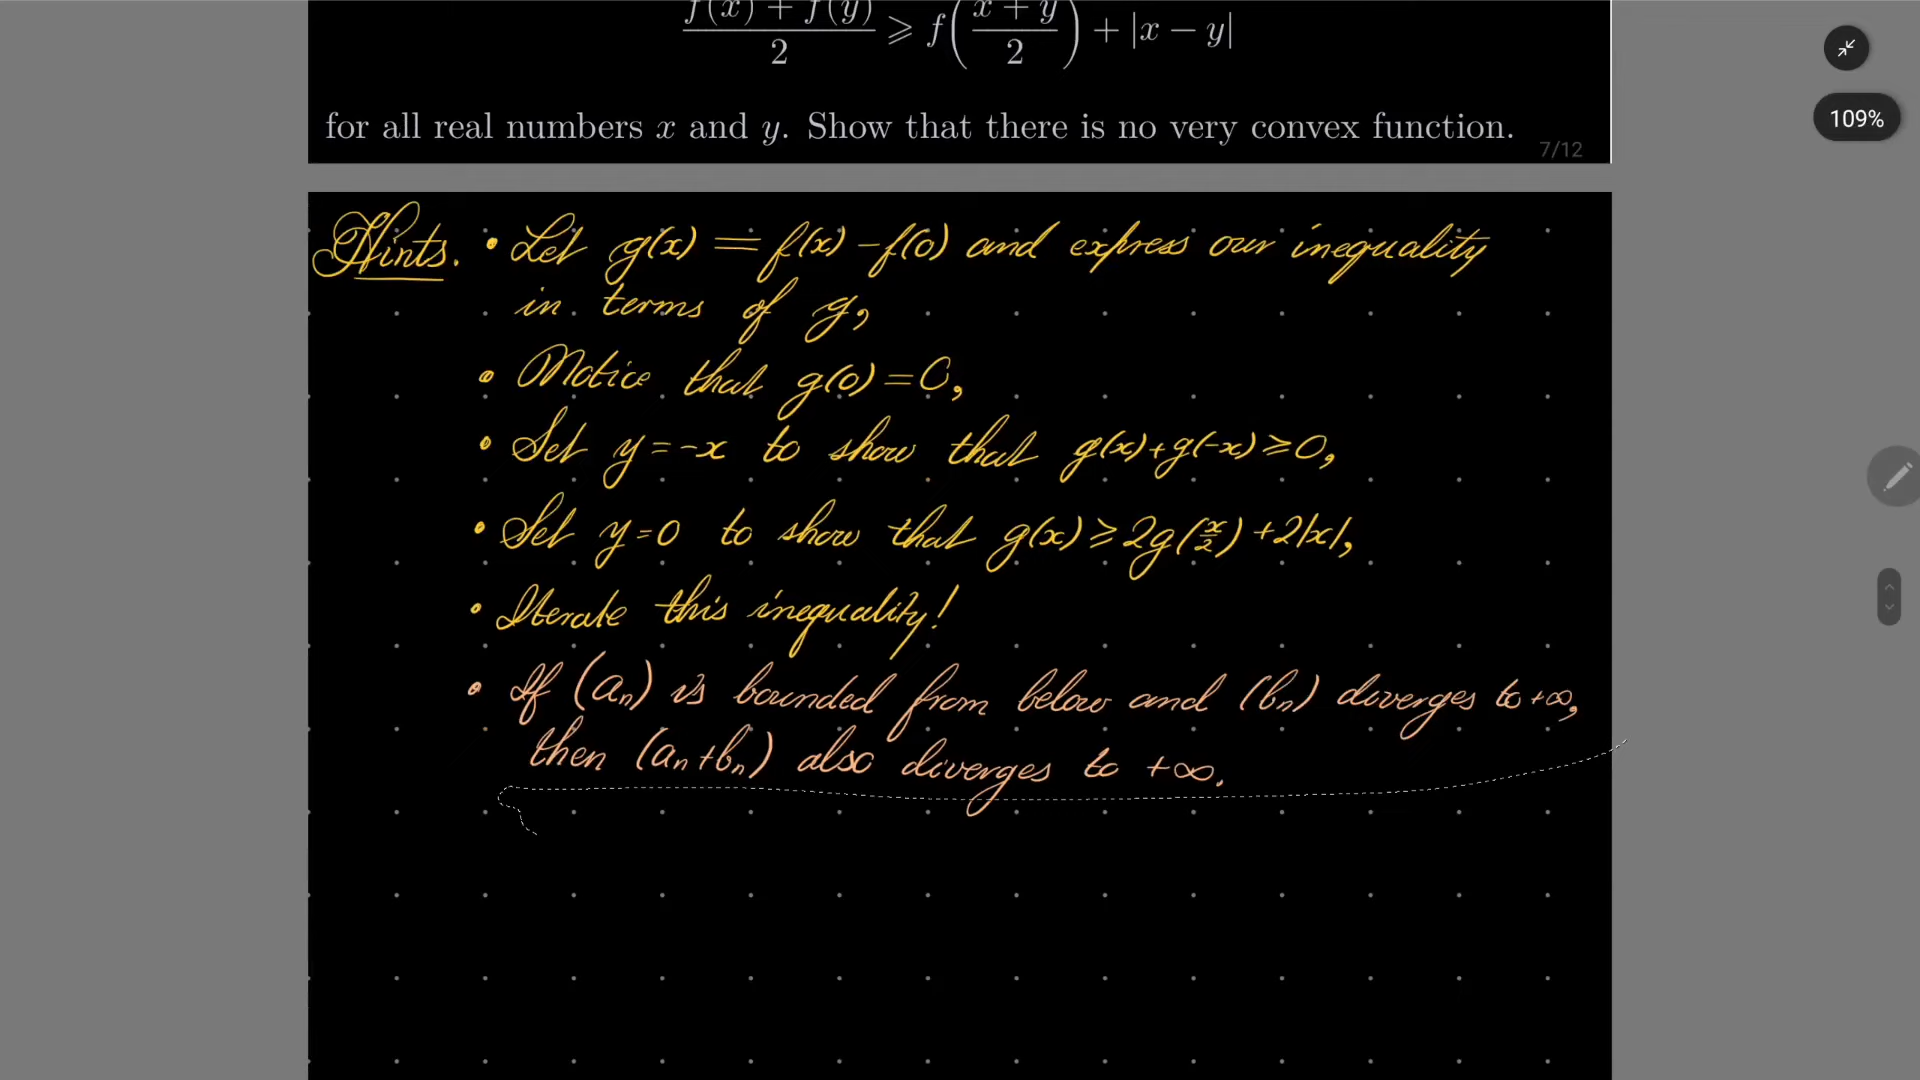 f(x) + f(y) / 2 ⩾ f((x + y) / 2) + |x − y|
for all real numbers x and y. Show that there is no very convex function.
7/12
109%
Hints. • Let g(x) = f(x) − f(0) and express our inequality
in terms of g,
• Notice that g(0) = 0,
• Set y = −x to show that g(x) + g(−x) ⩾ 0,
• Set y = 0 to show that g(x) ⩾ 2g(x/2) + 2|x|,
• Iterate this inequality!
• If (aₙ) is bounded from below and (bₙ) diverges to +∞,
then (aₙ + bₙ) also diverges to +∞.